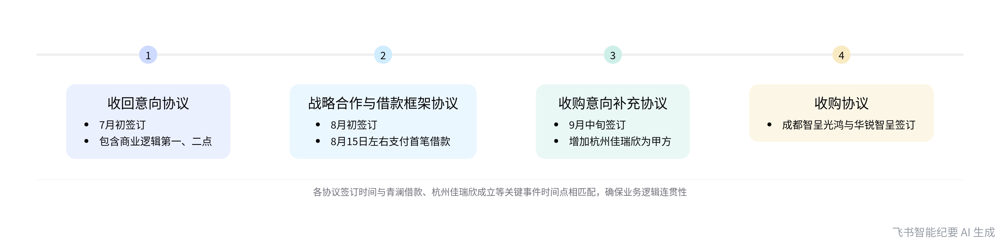 1
2
3
4
收回意向协议
• 7月初签订
• 包含商业逻辑第一、二点
战略合作与借款框架协议
• 8月初签订
• 8月15日左右支付首笔借款
收购意向补充协议
• 9月中旬签订
• 增加杭州佳瑞欣为甲方
收购协议
• 成都智呈光鸿与华锐智呈签订
各协议签订时间与青澜借款、杭州佳瑞欣成立等关键事件时间点相匹配，确保业务逻辑连贯性
飞书智能纪要 AI 生成